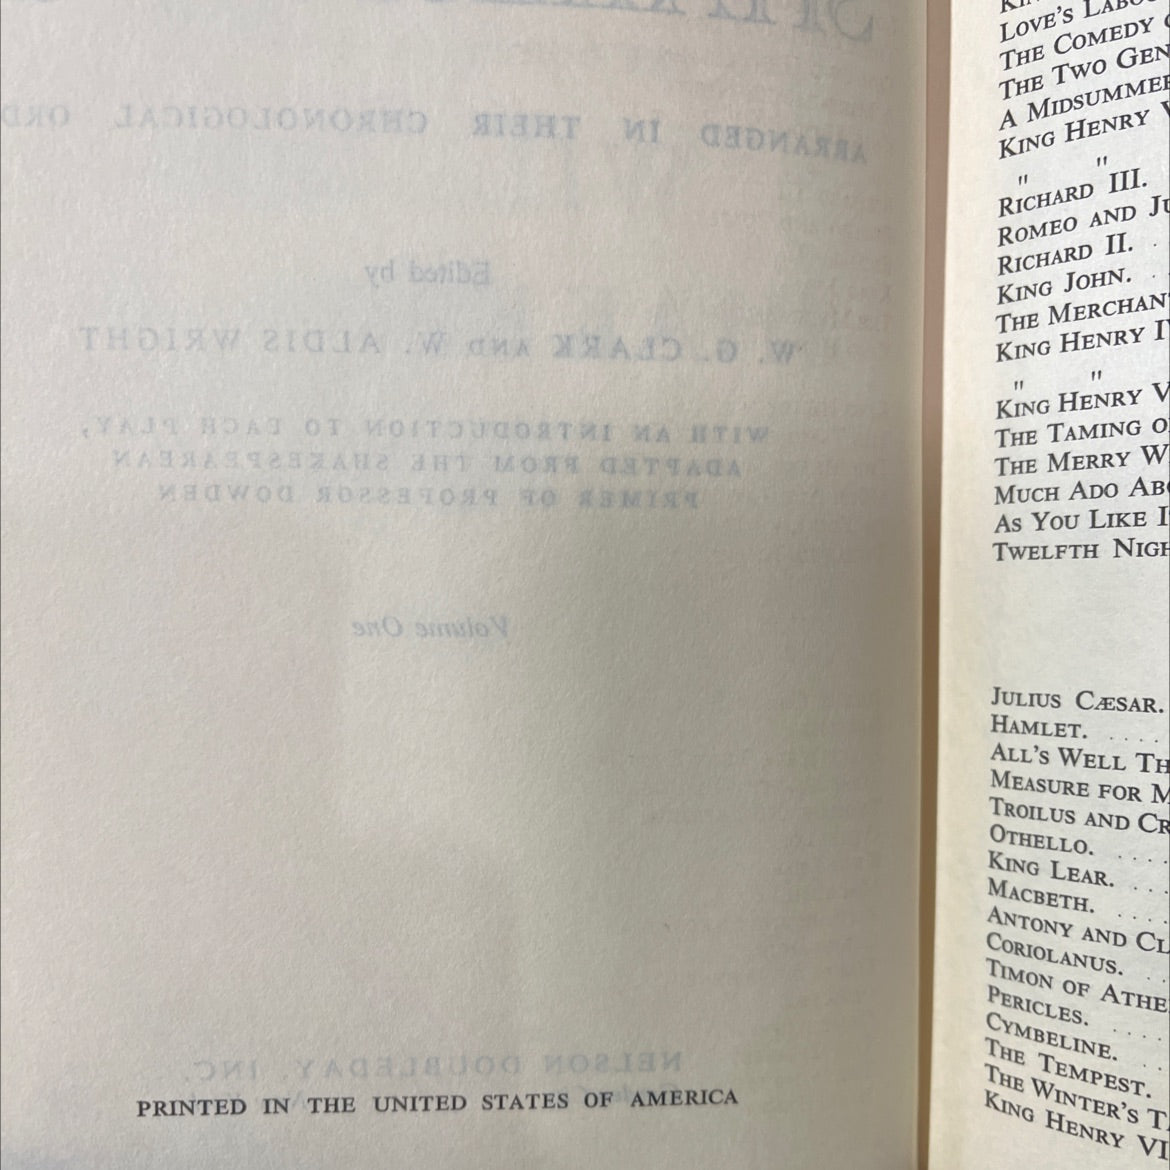 ARRANGED IN THEIR CHRONOLOGICAL ORD
Edited by
W. G. CLARK AND W. ALDIS WRIGHT
WITH AN INTRODUCTION TO EACH PLAY,
ADAPTED FROM THE SHAKESPEAREAN
PRIMER OF PROFESSOR DOWDEN
Volume One
NELSON DOUBLEDAY, INC.
PRINTED IN THE UNITED STATES OF AMERICA
LOVE'S LABO
THE COMEDY
THE TWO GEN
A MIDSUMMER
KING HENRY V
" "
RICHARD III.
ROMEO AND JU
RICHARD II. .
KING JOHN. .
THE MERCHAN
KING HENRY IV
" "
KING HENRY V
THE TAMING O
THE MERRY W
MUCH ADO ABO
AS YOU LIKE I
TWELFTH NIGH
JULIUS CÆSAR.
HAMLET. . . . .
ALL'S WELL TH
MEASURE FOR M
TROILUS AND CR
OTHELLO. . . . .
KING LEAR. . . .
MACBETH. . . . .
ANTONY AND CL
CORIOLANUS. . .
TIMON OF ATHE
PERICLES. . . . .
CYMBELINE. . .
THE TEMPEST. .
THE WINTER'S T
KING HENRY VI